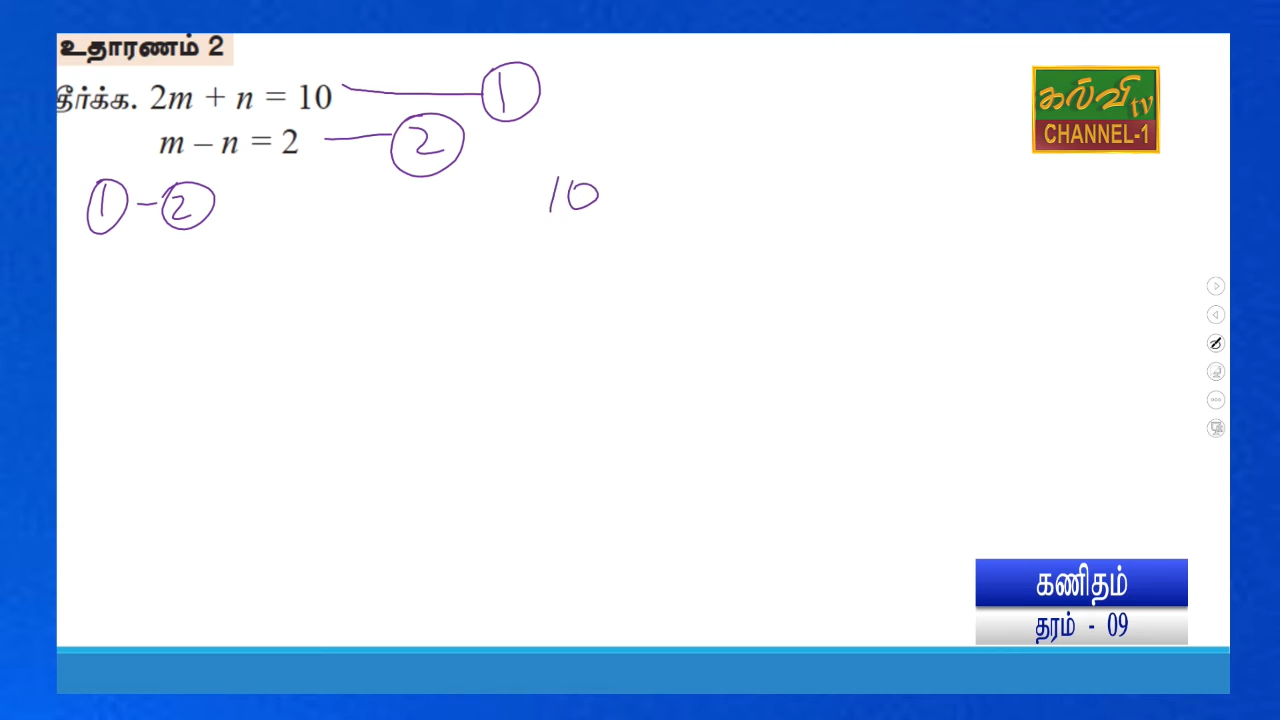 உதாரணம் 2
தீர்க்க. 2m + n = 10 ①
m – n = 2 ②
① - ②
10
கல்வி tv
CHANNEL-1
கணிதம்
தரம் - 09